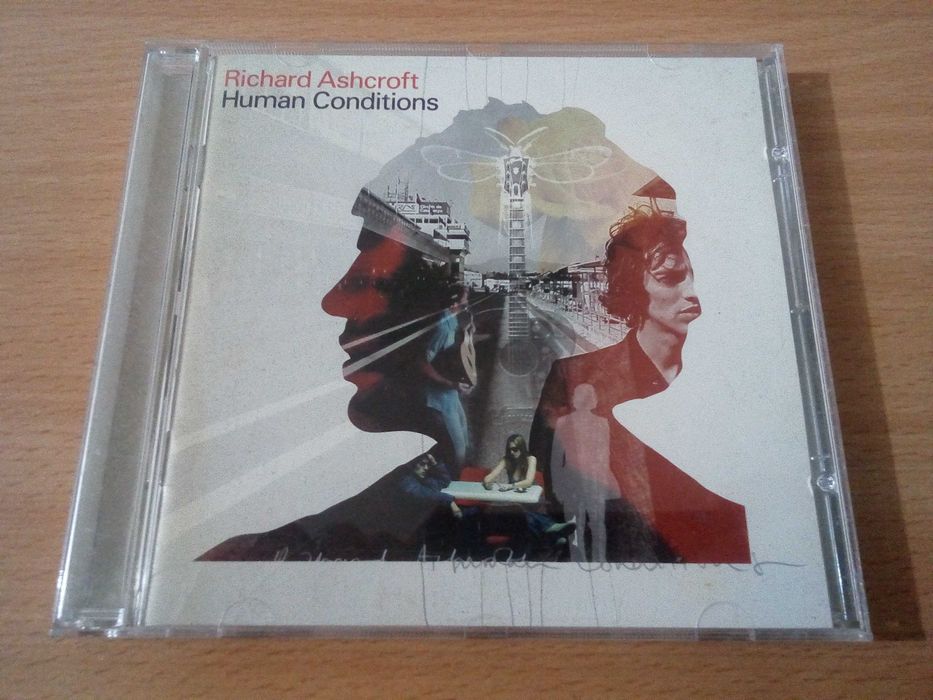 Richard Ashcroft
Human Conditions